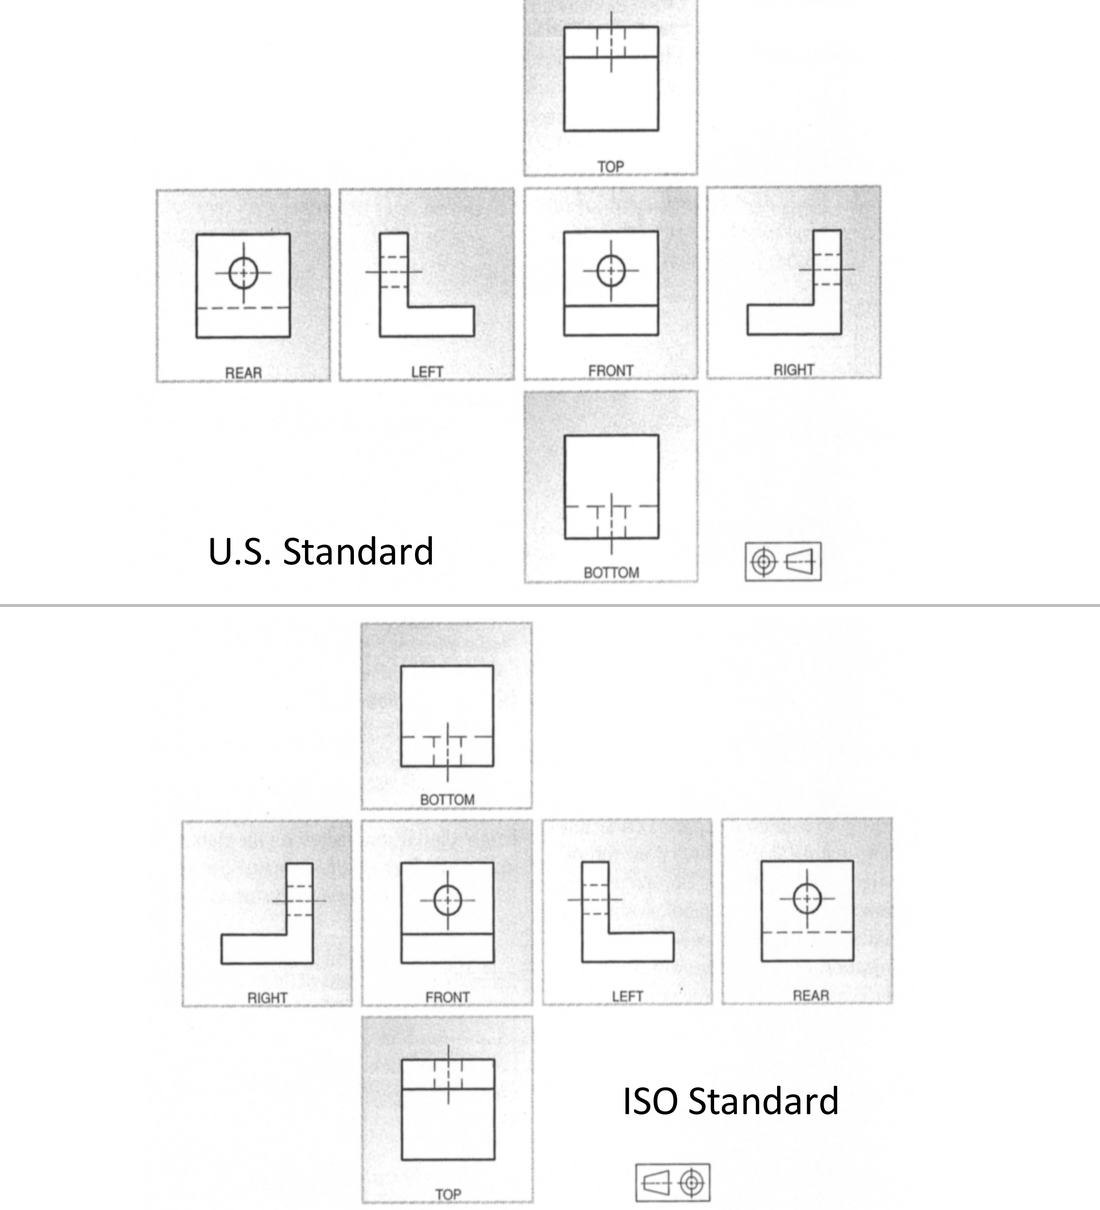 TOP
REAR
LEFT
FRONT
RIGHT
BOTTOM
U.S. Standard
BOTTOM
RIGHT
FRONT
LEFT
REAR
TOP
ISO Standard